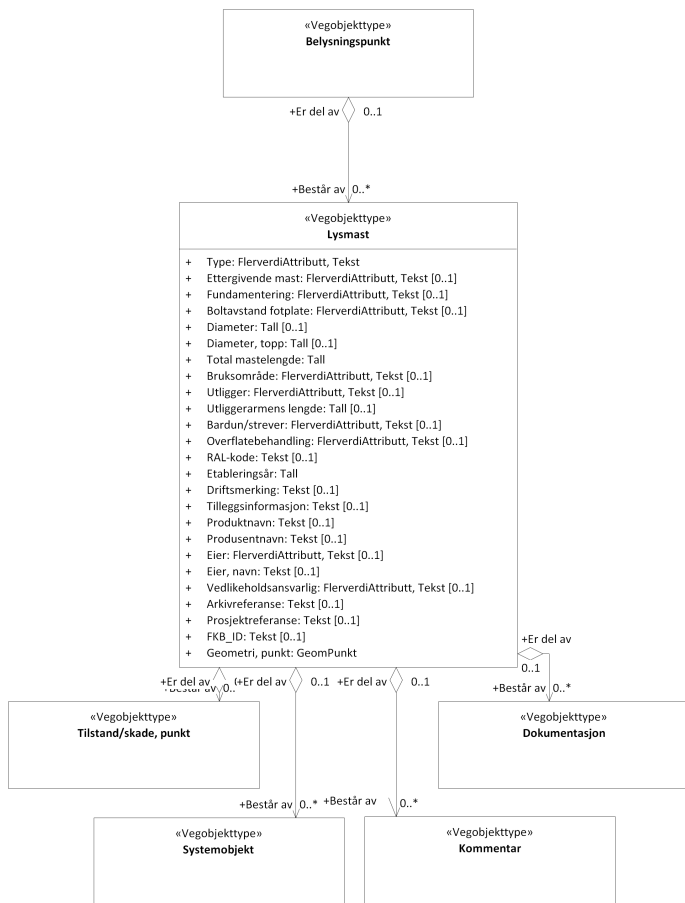 «Vegobjekttype»
Belysningspunkt
+Er del av 0..1
+Består av 0..*
«Vegobjekttype»
Lysmast
+ Type: FlerverdiAttributt, Tekst
+ Ettergivende mast: FlerverdiAttributt, Tekst [0..1]
+ Fundamentering: FlerverdiAttributt, Tekst [0..1]
+ Boltavstand fotplate: FlerverdiAttributt, Tekst [0..1]
+ Diameter: Tall [0..1]
+ Diameter, topp: Tall [0..1]
+ Total mastelengde: Tall
+ Bruksområde: FlerverdiAttributt, Tekst [0..1]
+ Utligger: FlerverdiAttributt, Tekst [0..1]
+ Utliggerarmens lengde: Tall [0..1]
+ Bardun/strever: FlerverdiAttributt, Tekst [0..1]
+ Overflatebehandling: FlerverdiAttributt, Tekst [0..1]
+ RAL-kode: Tekst [0..1]
+ Etableringsår: Tall
+ Driftsmerking: Tekst [0..1]
+ Tilleggsinformasjon: Tekst [0..1]
+ Produktnavn: Tekst [0..1]
+ Produsentnavn: Tekst [0..1]
+ Eier: FlerverdiAttributt, Tekst [0..1]
+ Eier, navn: Tekst [0..1]
+ Vedlikeholdsansvarlig: FlerverdiAttributt, Tekst [0..1]
+ Arkivreferanse: Tekst [0..1]
+ Prosjektreferanse: Tekst [0..1]
+ FKB_ID: Tekst [0..1]
+ Geometri, punkt: GeomPunkt
+Er del av
0..1
+Er del av +Er del av 0..1 +Er del av 0..1
+Består av 0..*
«Vegobjekttype»
Tilstand/skade, punkt
«Vegobjekttype»
Dokumentasjon
+Består av 0..* +Består av 0..*
«Vegobjekttype»
Systemobjekt
«Vegobjekttype»
Kommentar